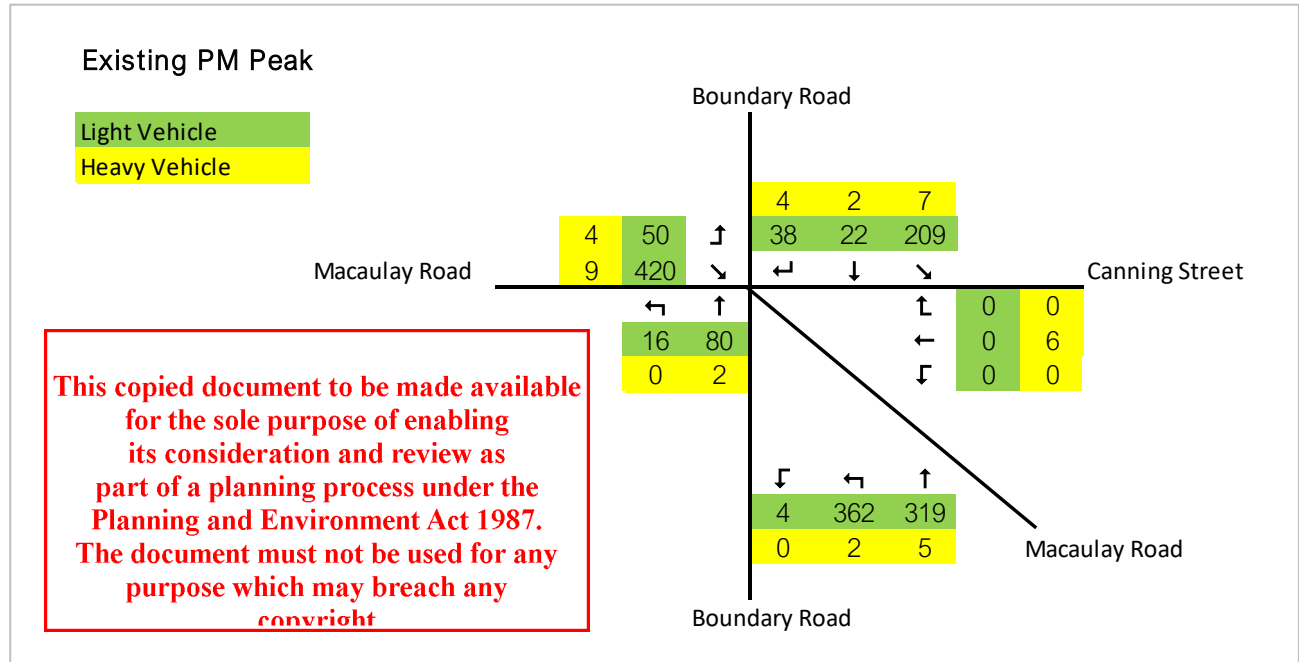 Existing PM Peak
Boundary Road
Light Vehicle
Heavy Vehicle
4 2 7
4 50 38 22 209
Macaulay Road 9 420 Canning Street
0 0
16 80 0 6
0 2 0 0
This copied document to be made available
for the sole purpose of enabling
its consideration and review as
part of a planning process under the
Planning and Environment Act 1987.
The document must not be used for any
purpose which may breach any
copyright
4 362 319
0 2 5
Macaulay Road
Boundary Road